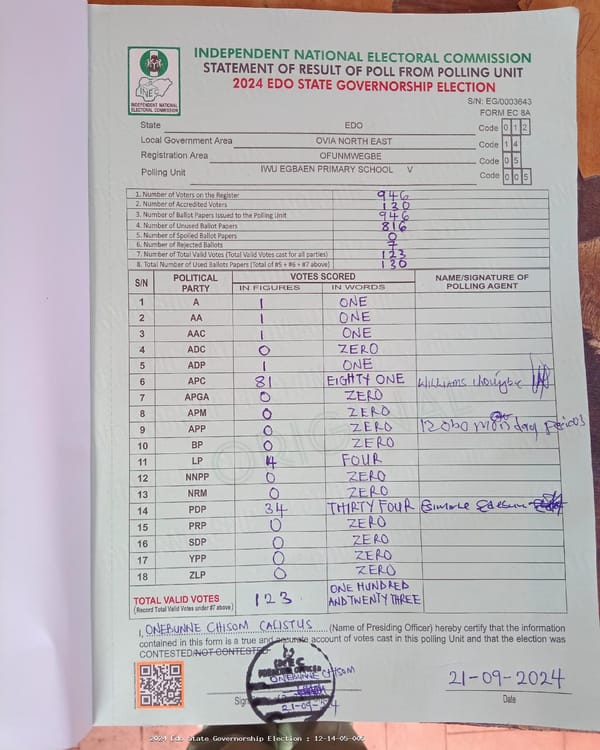 INDEPENDENT NATIONAL ELECTORAL COMMISSION
STATEMENT OF RESULT OF POLL FROM POLLING UNIT
2024 EDO STATE GOVERNORSHIP ELECTION
INEC
INDEPENDENT NATIONAL ELECTORAL COMMISSION
S/N: EG/0003643
FORM EC 8A
State EDO Code 0 1 2
Local Government Area OVIA NORTH EAST Code 1 4
Registration Area OFUNMWEGBE Code 0 5
Polling Unit IWU EGBAEN PRIMARY SCHOOL V Code 0 0 5
1. Number of Voters on the Register 946
2. Number of Accredited Voters 130
3. Number of Ballot Papers Issued to the Polling Unit 946
4. Number of Unused Ballot Papers 816
5. Number of Spoiled Ballot Papers 0
6. Number of Rejected Ballots 7
7. Number of Total Valid Votes (Total Valid Votes cast for all parties) 123
8. Total Number of Used Ballots Papers (Total of #5 + #6 + #7 above) 130
S/N POLITICAL PARTY VOTES SCORED NAME/SIGNATURE OF POLLING AGENT
IN FIGURES IN WORDS
1 A 1 ONE
2 AA 1 ONE
3 AAC 1 ONE
4 ADC 0 ZERO
5 ADP 1 ONE
6 APC 81 EIGHTY ONE WILLIAMS
7 APGA 0 ZERO
8 APM 0 ZERO
9 APP 0 ZERO
10 BP 0 ZERO
11 LP 4 FOUR
12 NNPP 0 ZERO
13 NRM 0 ZERO
14 PDP 34 THIRTY FOUR
15 PRP 0 ZERO
16 SDP 0 ZERO
17 YPP 0 ZERO
18 ZLP 0 ZERO
TOTAL VALID VOTES 123 ONE HUNDRED AND TWENTY THREE
(Record Total Valid Votes under #7 above)
I, ONEBUNNE CHISOM CALISTUS (Name of Presiding Officer) hereby certify that the information
contained in this form is a true and accurate account of votes cast in this polling Unit and that the election was
CONTESTED/NOT CONTESTED
INEC
PRESIDING OFFICER
ONEBUNNE CHISOM
21-09-24
21-09-2024
Date
2024 Edo State Governorship Election : 12-14-05-005